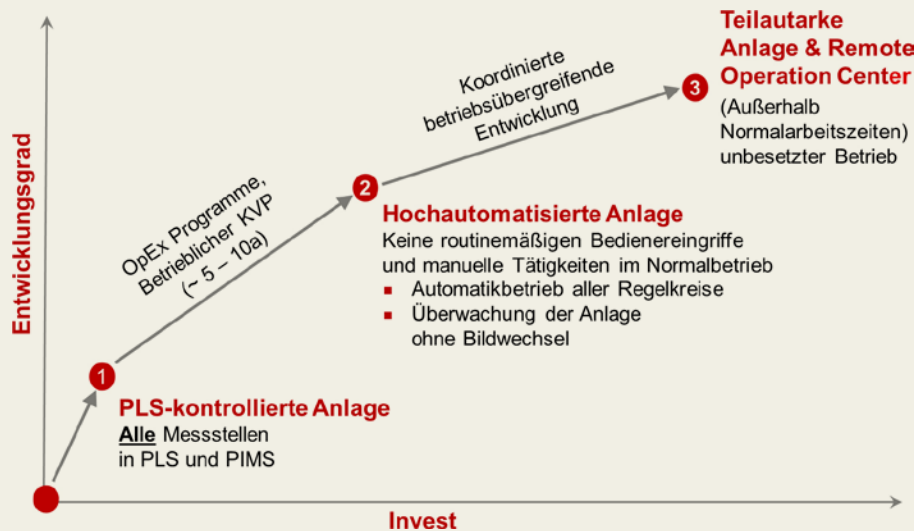 Teilautarke
Anlage & Remote
Operation Center
(Außerhalb
Normalarbeitszeiten)
unbesetzter Betrieb
3
Koordinierte
betriebsübergreifende
Entwicklung
2
Hochautomatisierte Anlage
Keine routinemäßigen Bedienereingriffe
und manuelle Tätigkeiten im Normalbetrieb
Automatikbetrieb aller Regelkreise
Überwachung der Anlage
ohne Bildwechsel
OpEx Programme,
Betrieblicher KVP
(~ 5 – 10a)
1
PLS-kontrollierte Anlage
Alle Messstellen
in PLS und PIMS
Entwicklungsgrad
Invest